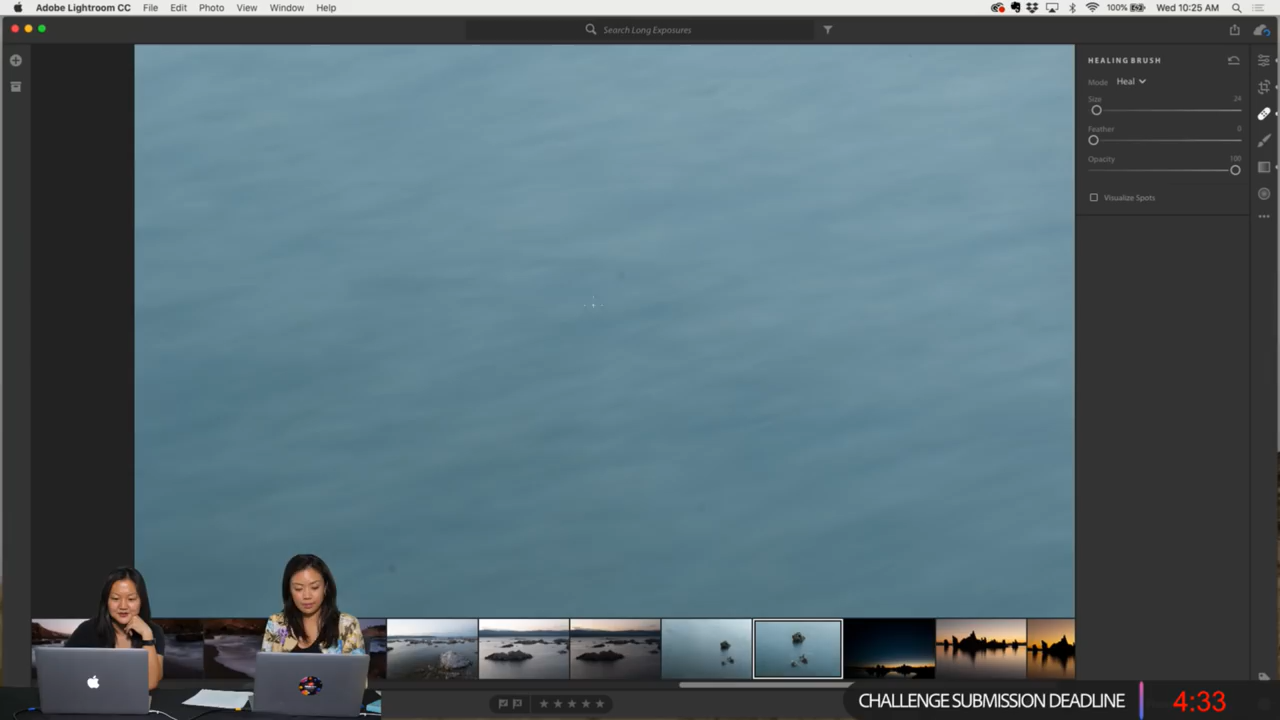 Adobe Lightroom CC File Edit Photo View Window Help 100% Wed 10:25 AM
Search Long Exposures
HEALING BRUSH
Mode Heal
Size 24
Feather 0
Opacity 100
Visualize Spots
CHALLENGE SUBMISSION DEADLINE 4:33